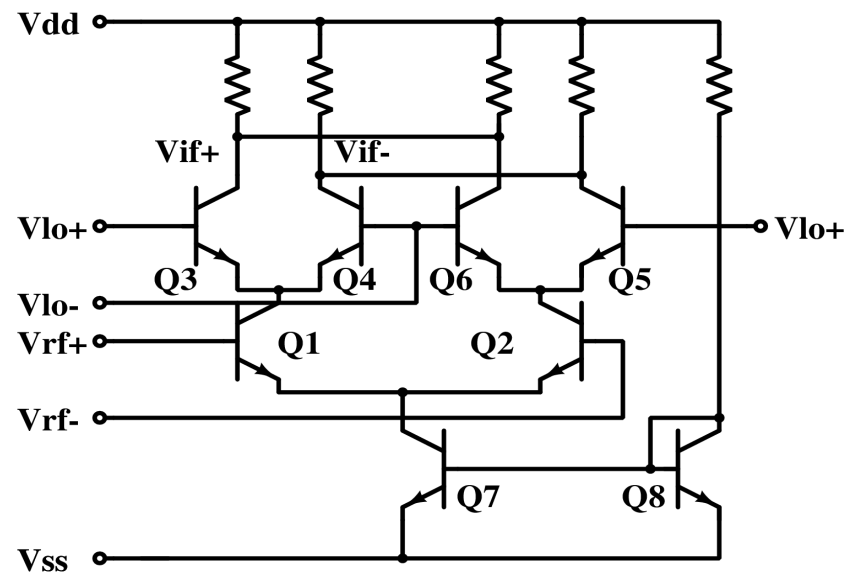 Vdd
Vif+ Vif-
Vlo+ Vlo+
Q3 Q4 Q6 Q5
Vlo-
Vrf+ Q1 Q2
Vrf-
Q7 Q8
Vss